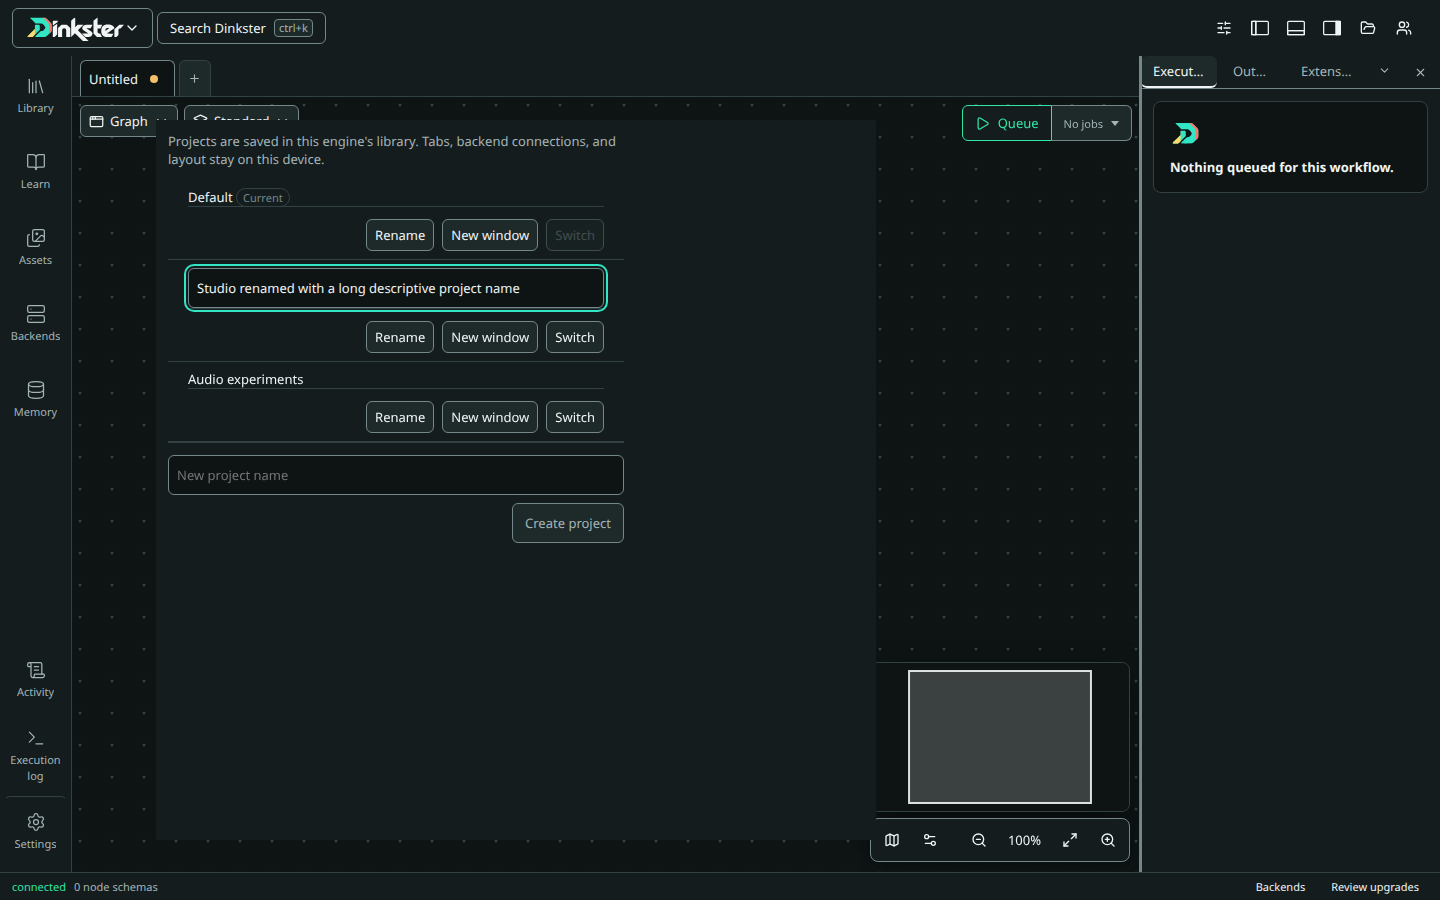 Dinkster
Search Dinkster ctrl+k
Untitled
+
Execut...
Out...
Extens...
Library
Learn
Assets
Backends
Memory
Activity
Execution
log
Settings
Graph
Standard
Queue
No jobs
Projects are saved in this engine's library. Tabs, backend connections, and
layout stay on this device.
Default Current
Rename New window Switch
Studio renamed with a long descriptive project name
Rename New window Switch
Audio experiments
Rename New window Switch
New project name
Create project
Nothing queued for this workflow.
100%
connected 0 node schemas
Backends Review upgrades